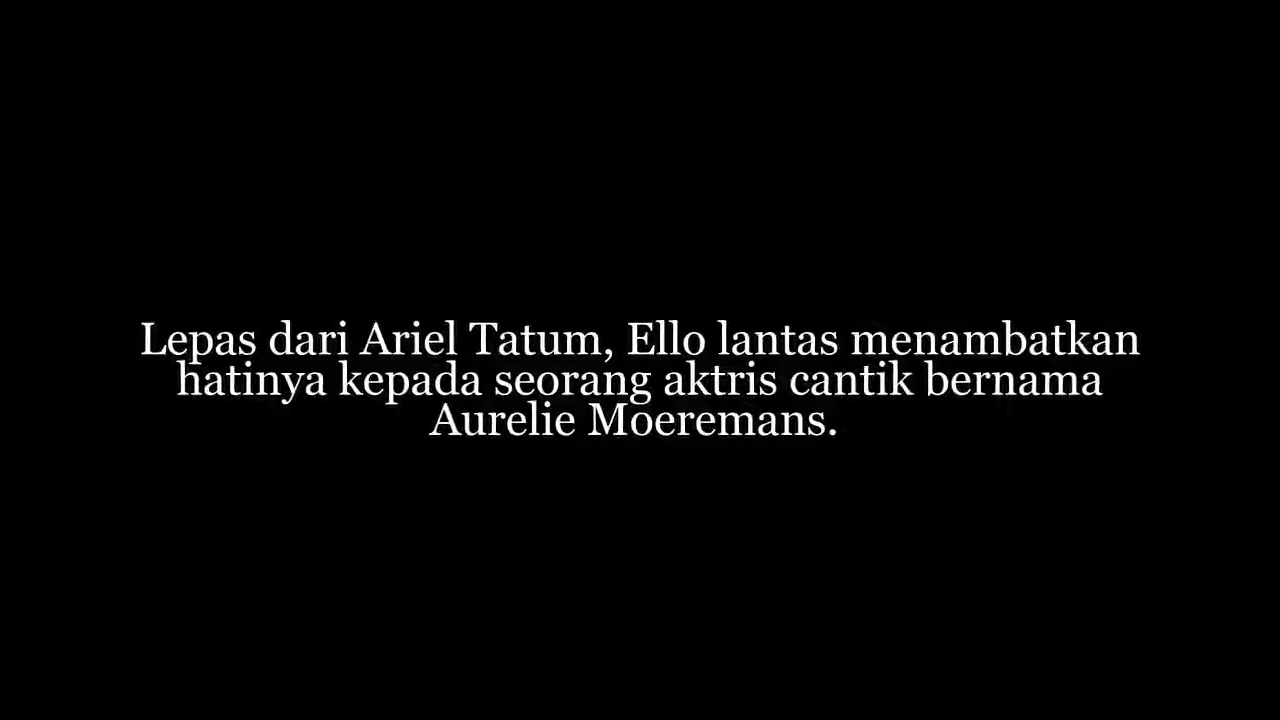 Lepas dari Ariel Tatum, Ello lantas menambatkan
hatinya kepada seorang aktris cantik bernama
Aurelie Moeremans.